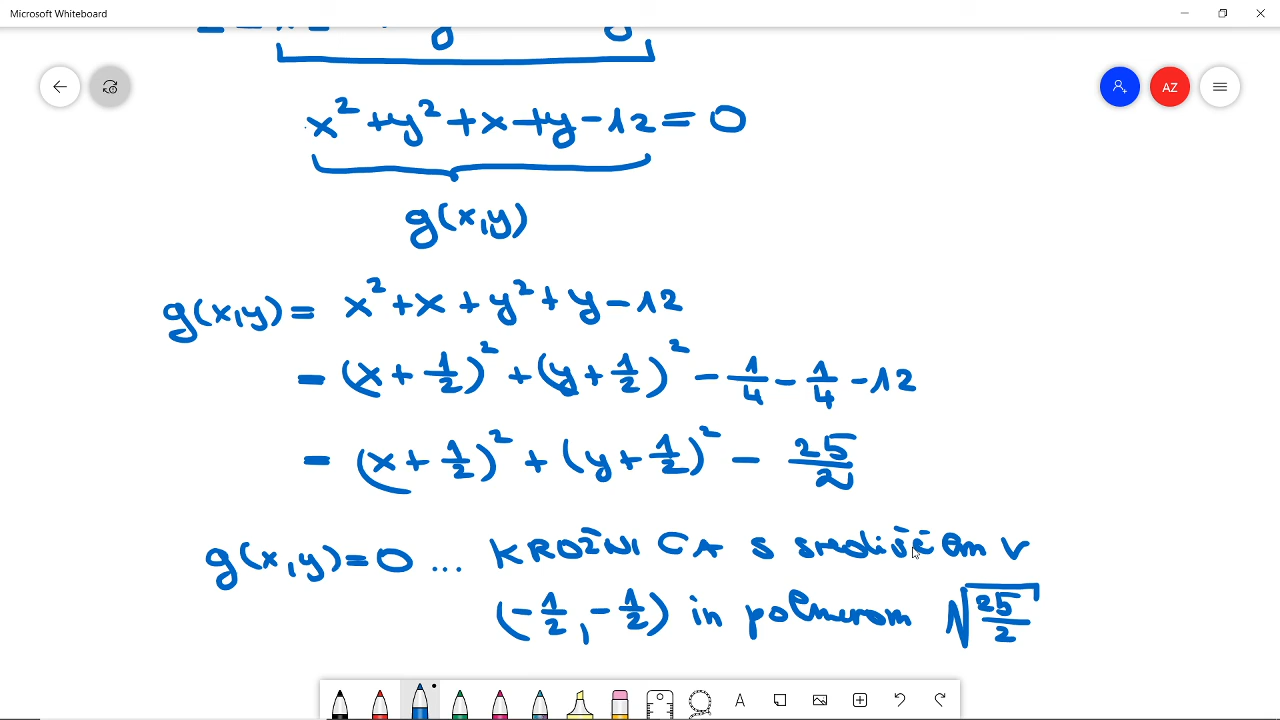 Microsoft Whiteboard
AZ
x² + y² + x + y - 12 = 0
g(x,y)
g(x,y) = x² + x + y² + y - 12
= (x + 1/2)² + (y + 1/2)² - 1/4 - 1/4 - 12
= (x + 1/2)² + (y + 1/2)² - 25/2
g(x,y) = 0 ... KROŽNICA s središčem v
(-1/2, -1/2) in polmerom √(25/2)
A